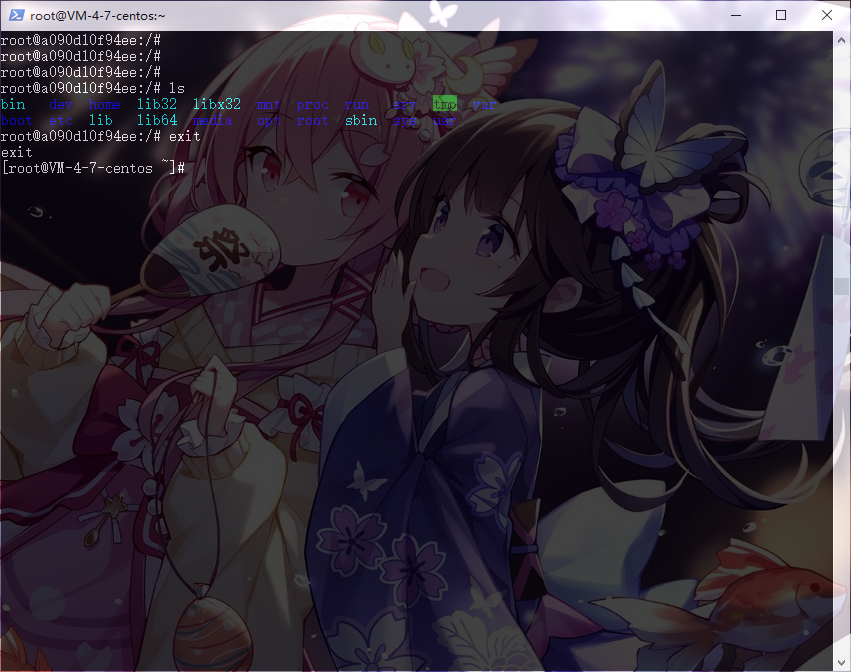 root@VM-4-7-centos:~
root@a090d10f94ee:/#
root@a090d10f94ee:/#
root@a090d10f94ee:/#
root@a090d10f94ee:/# ls
bin dev home lib32 libx32 mnt proc run srv tmp var
boot etc lib lib64 media opt root sbin sys usr
root@a090d10f94ee:/# exit
exit
[root@VM-4-7-centos ~]#